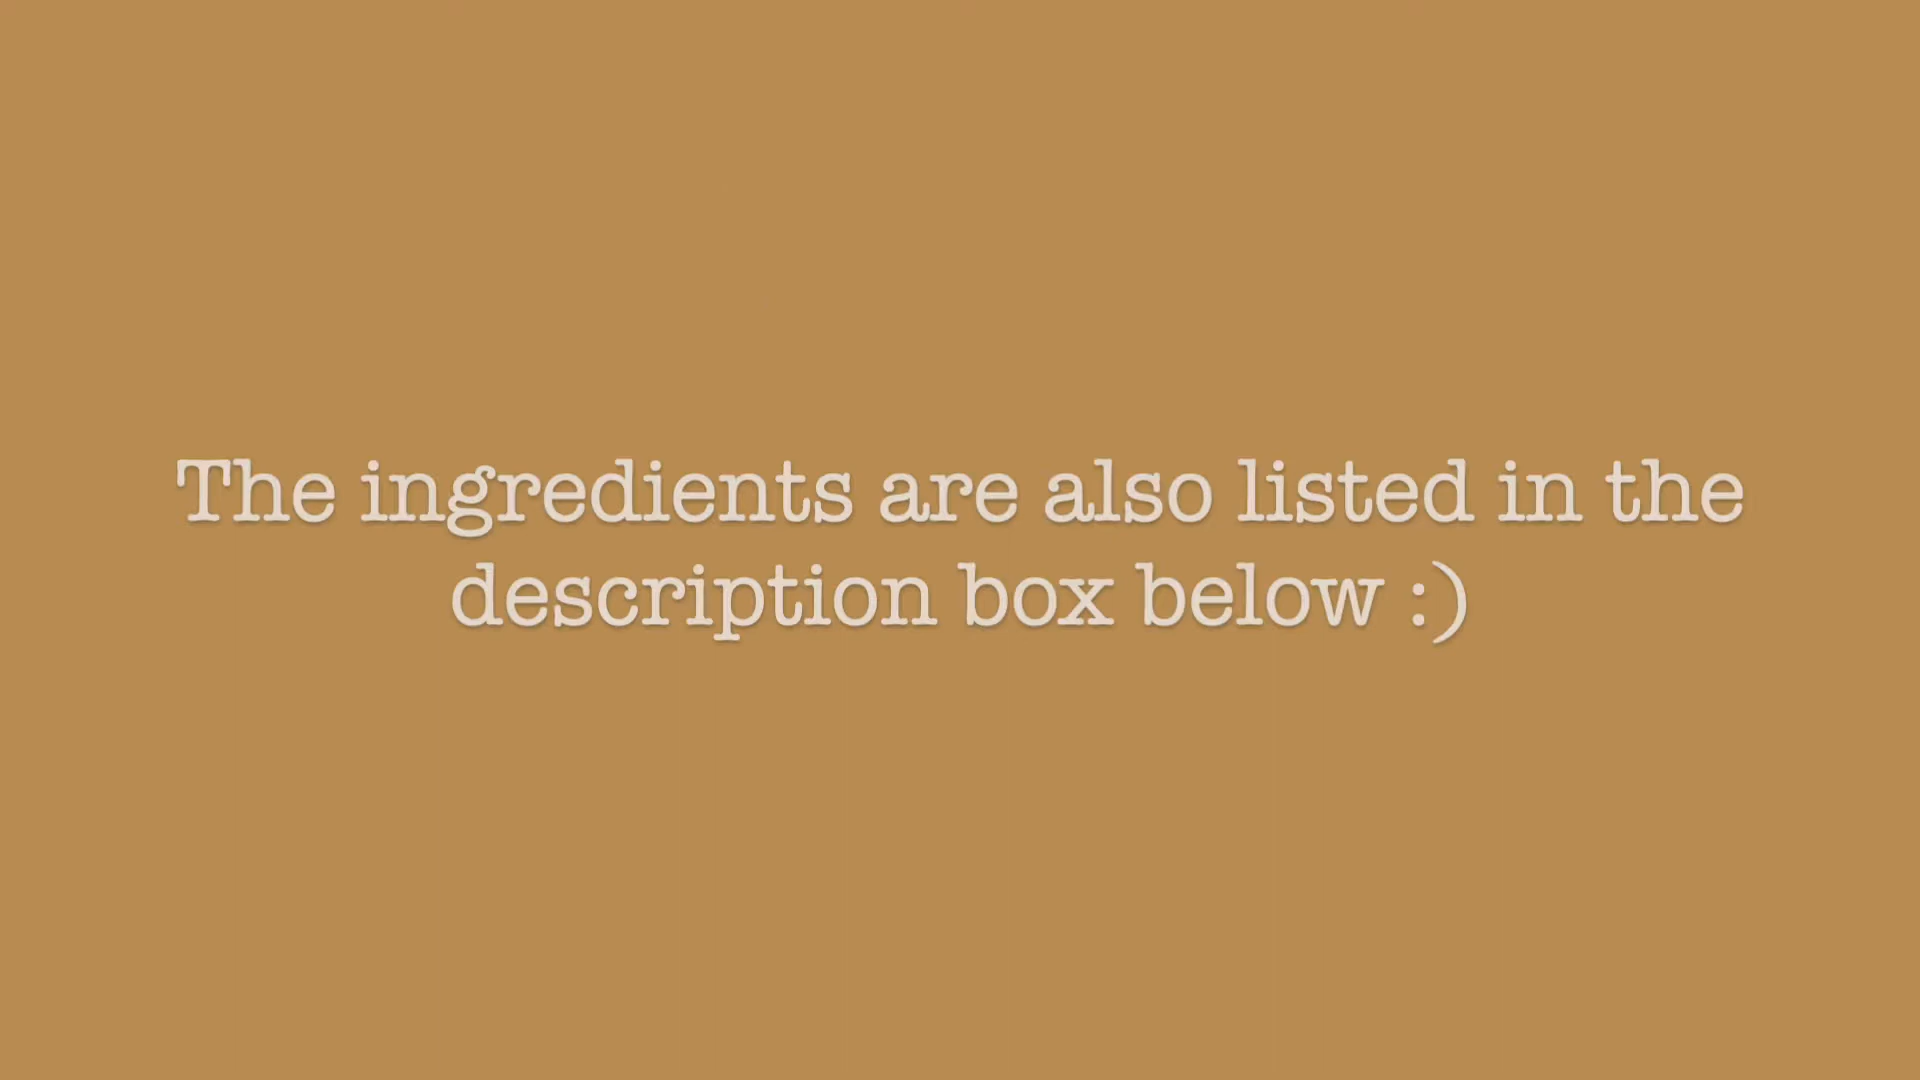 The ingredients are also listed in the
description box below :)